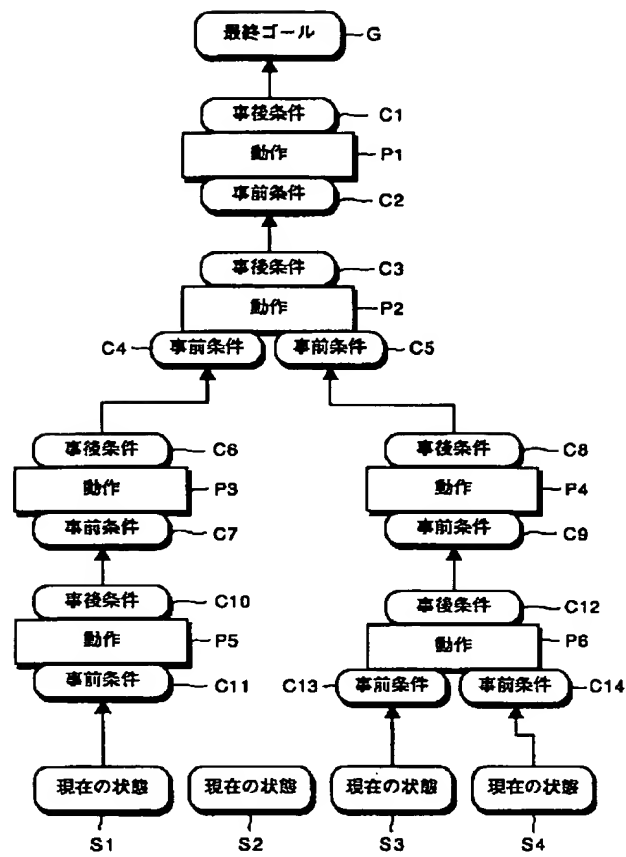 最終ゴール G
事後条件 C1
動作 P1
事前条件 C2
事後条件 C3
動作 P2
C4 事前条件 事前条件 C5
事後条件 C6 事後条件 C8
動作 P3 動作 P4
事前条件 C7 事前条件 C9
事後条件 C10 事後条件 C12
動作 P5 動作 P6
事前条件 C11 C13 事前条件 事前条件 C14
現在の状態 現在の状態 現在の状態 現在の状態
S1 S2 S3 S4